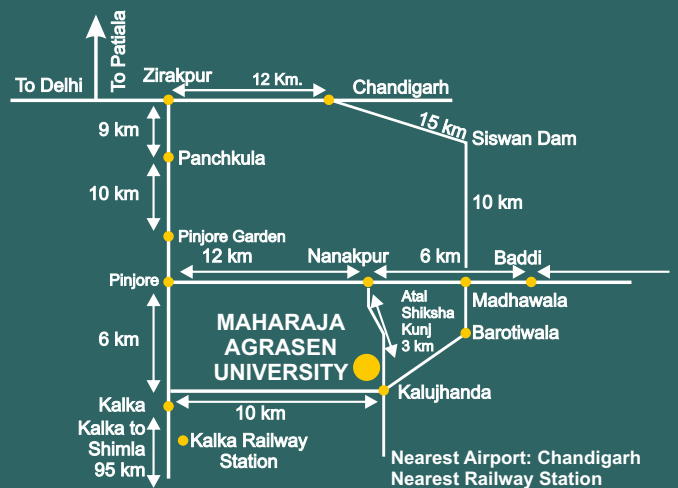 To Patiala
To Delhi
Zirakpur
12 Km.
Chandigarh
9 km
15 km
Siswan Dam
Panchkula
10 km
10 km
Pinjore Garden
12 km
Nanakpur
6 km
Baddi
Pinjore
Atal
Shiksha
Kunj
3 km
Madhawala
6 km
MAHARAJA
AGRASEN
UNIVERSITY
Barotiwala
Kalka
10 km
Kalujhanda
Kalka to
Shimla
95 km
Kalka Railway
Station
Nearest Airport: Chandigarh
Nearest Railway Station